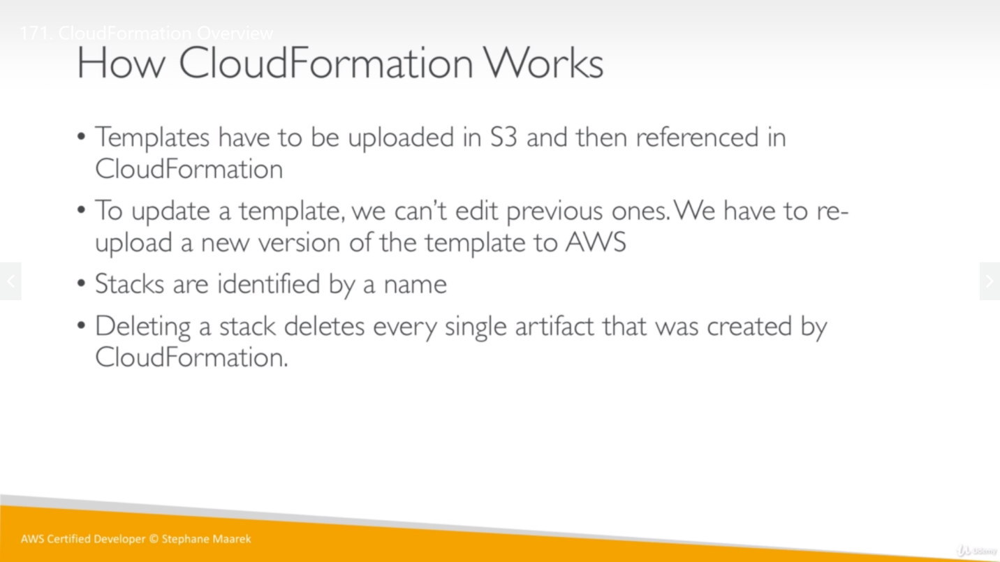 171. CloudFormation Overview
How CloudFormation Works
• Templates have to be uploaded in S3 and then referenced in
CloudFormation
• To update a template, we can't edit previous ones. We have to re-
upload a new version of the template to AWS
• Stacks are identified by a name
• Deleting a stack deletes every single artifact that was created by
CloudFormation.
AWS Certified Developer © Stephane Maarek
Udemy